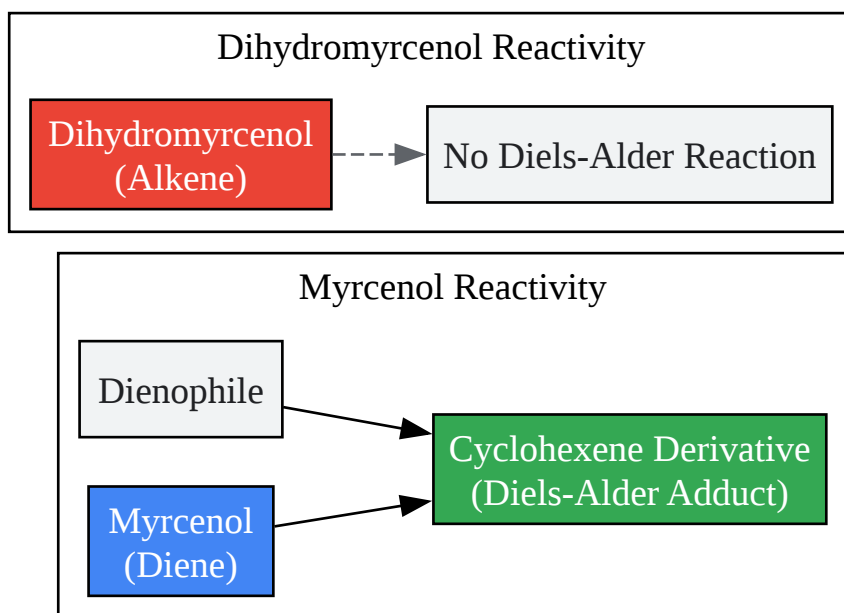 Dihydromyrcenol Reactivity
Dihydromyrcenol
(Alkene)
No Diels-Alder Reaction
Myrcenol Reactivity
Dienophile
Myrcenol
(Diene)
Cyclohexene Derivative
(Diels-Alder Adduct)